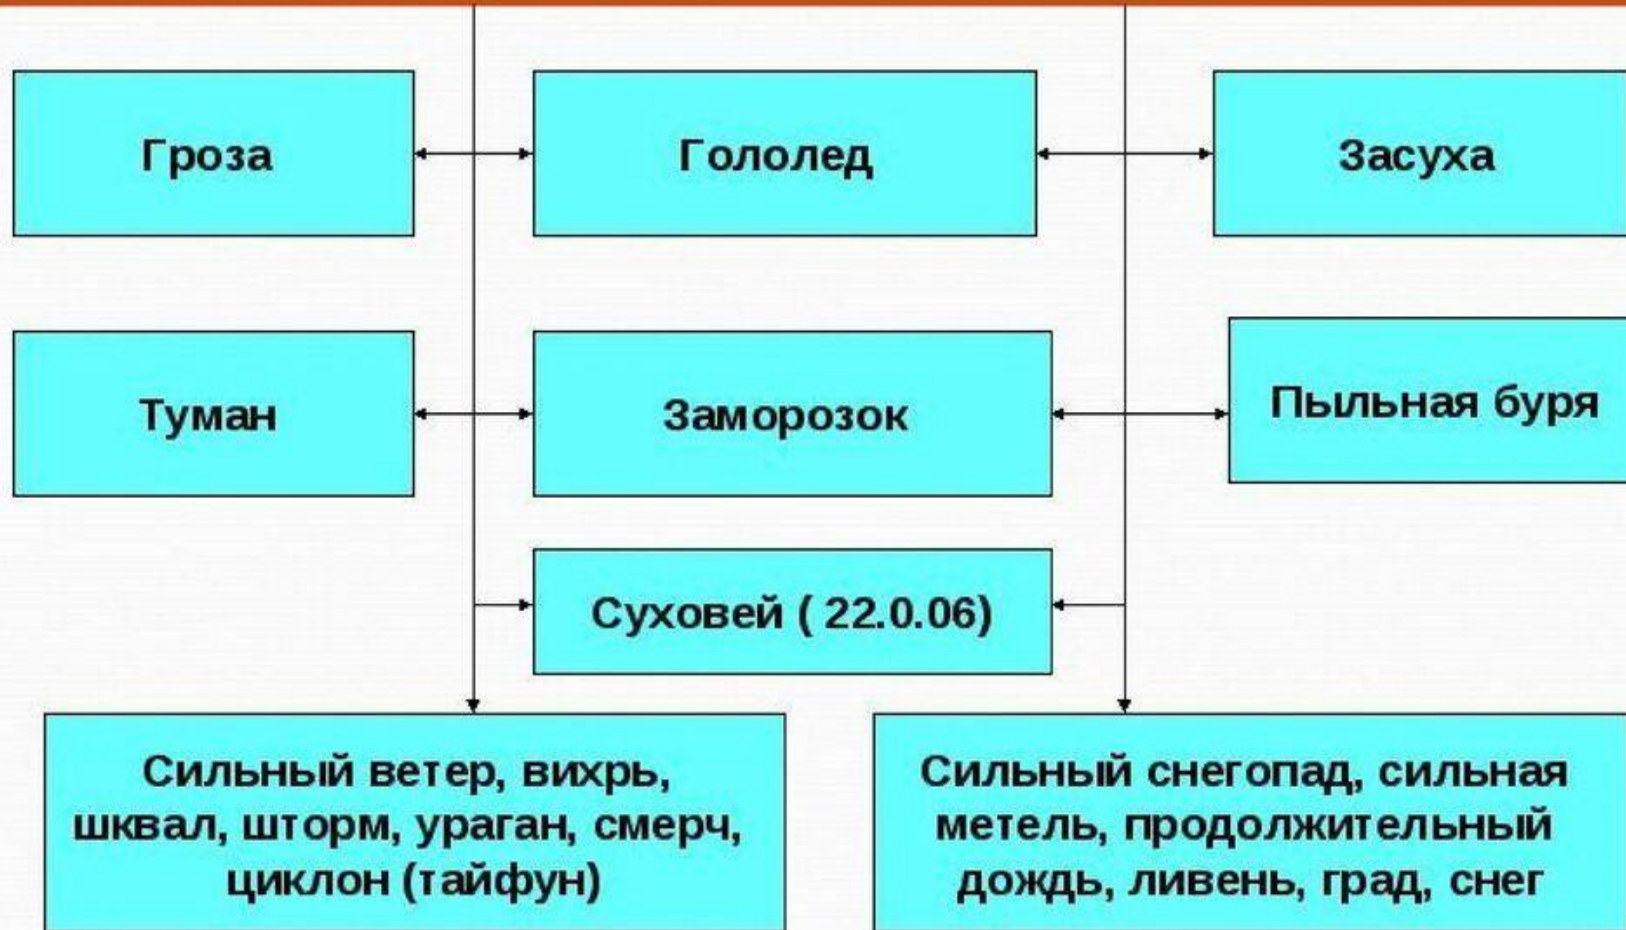 Гроза
Гололед
Засуха
Туман
Заморозок
Пыльная буря
Суховей ( 22.0.06)
Сильный ветер, вихрь,
шквал, шторм, ураган, смерч,
циклон (тайфун)
Сильный снегопад, сильная
метель, продолжительный
дождь, ливень, град, снег